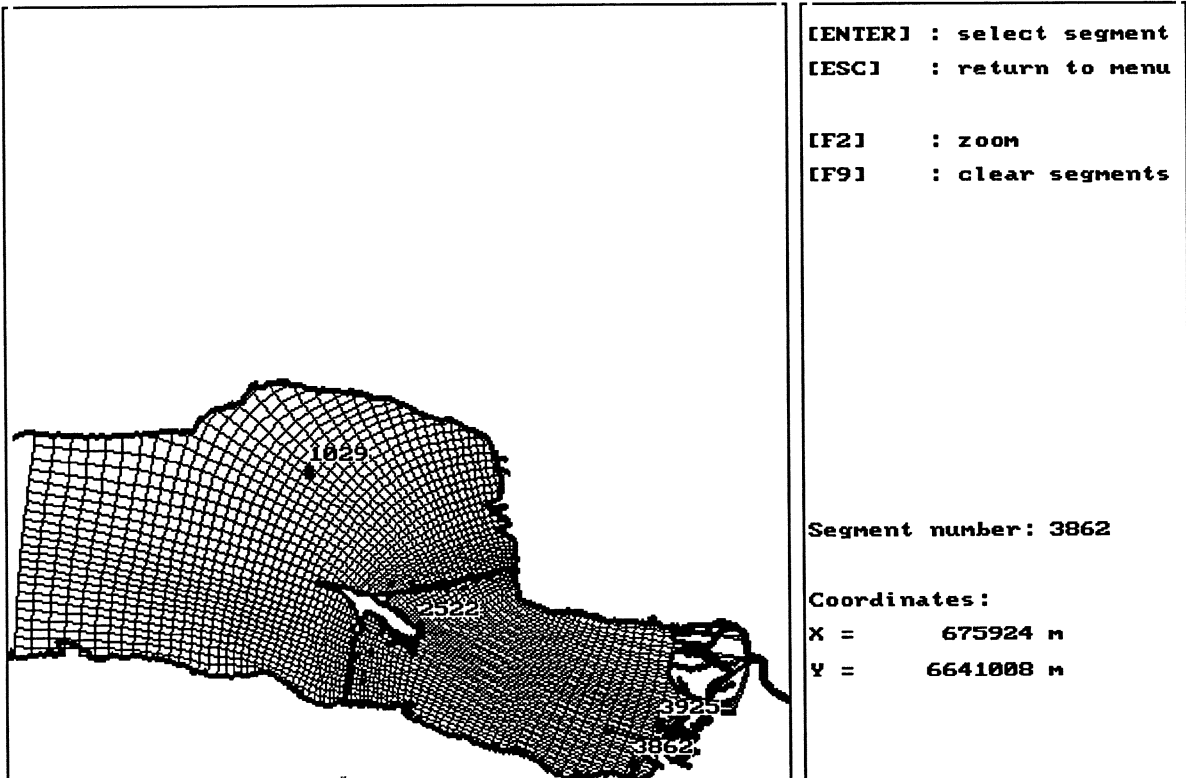 1029
2522
3925
3862
[ENTER] : select segment
[ESC] : return to menu
[F2] : zoom
[F9] : clear segments
Segment number: 3862
Coordinates:
X = 675924 m
Y = 6641008 m